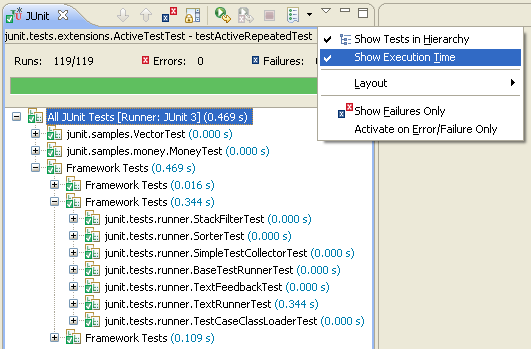 JUnit
junit.tests.extensions.ActiveTestTest - testActiveRepeatedTest
Runs: 119/119 Errors: 0 Failures:
Show Tests in Hierarchy
Show Execution Time
Layout
Show Failures Only
Activate on Error/Failure Only
All JUnit Tests [Runner: JUnit 3] (0.469 s)
junit.samples.VectorTest (0.000 s)
junit.samples.money.MoneyTest (0.000 s)
Framework Tests (0.469 s)
Framework Tests (0.016 s)
Framework Tests (0.344 s)
junit.tests.runner.StackFilterTest (0.000 s)
junit.tests.runner.SorterTest (0.000 s)
junit.tests.runner.SimpleTestCollectorTest (0.000 s)
junit.tests.runner.BaseTestRunnerTest (0.000 s)
junit.tests.runner.TextFeedbackTest (0.000 s)
junit.tests.runner.TextRunnerTest (0.344 s)
junit.tests.runner.TestCaseClassLoaderTest (0.000 s)
Framework Tests (0.109 s)